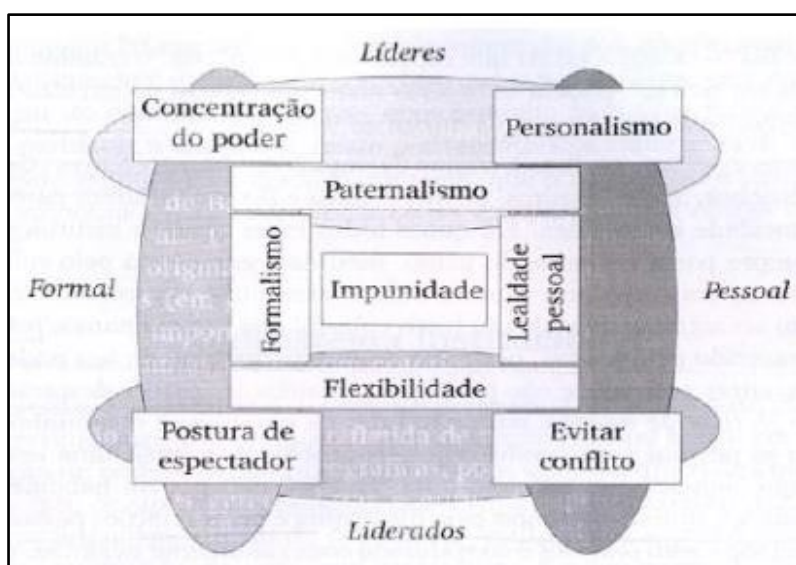 Líderes
Concentração
do poder
Personalismo
Paternalismo
Formalismo
Lealdade
pessoal
Formal
Impunidade
Pessoal
Flexibilidade
Postura de
espectador
Evitar
conflito
Liderados